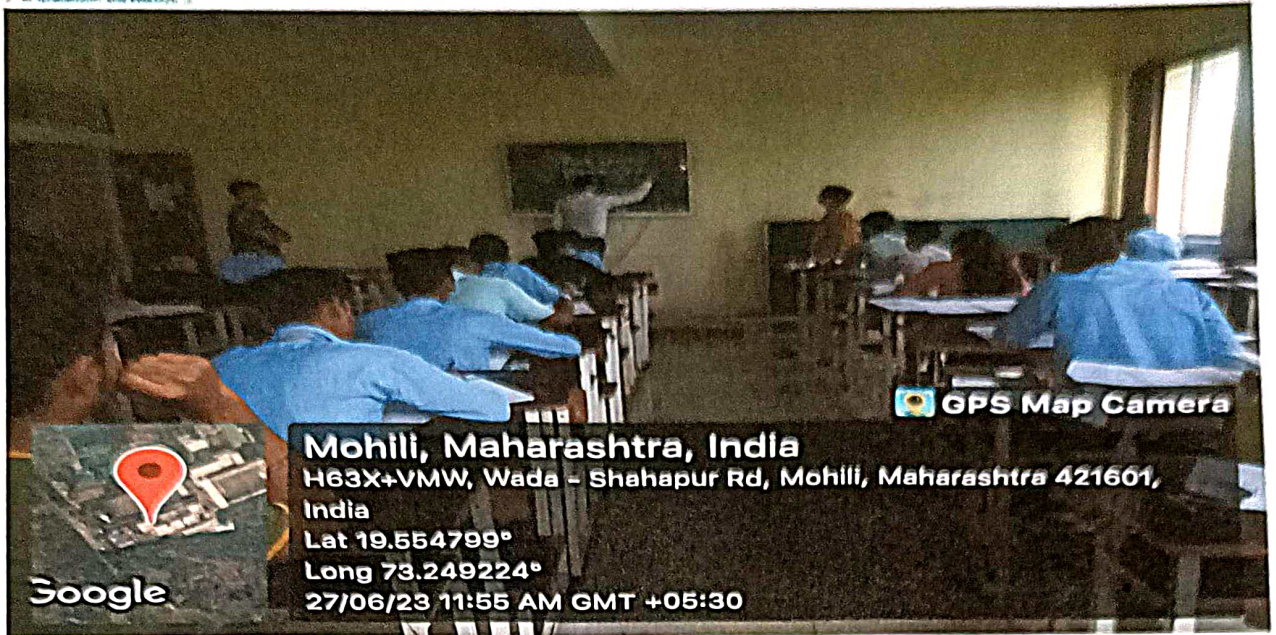 GPS Map Camera
Mohili, Maharashtra, India
H63X+VMW, Wada - Shahapur Rd, Mohili, Maharashtra 421601,
India
Lat 19.554799°
Long 73.249224°
27/06/23 11:55 AM GMT +05:30
Google